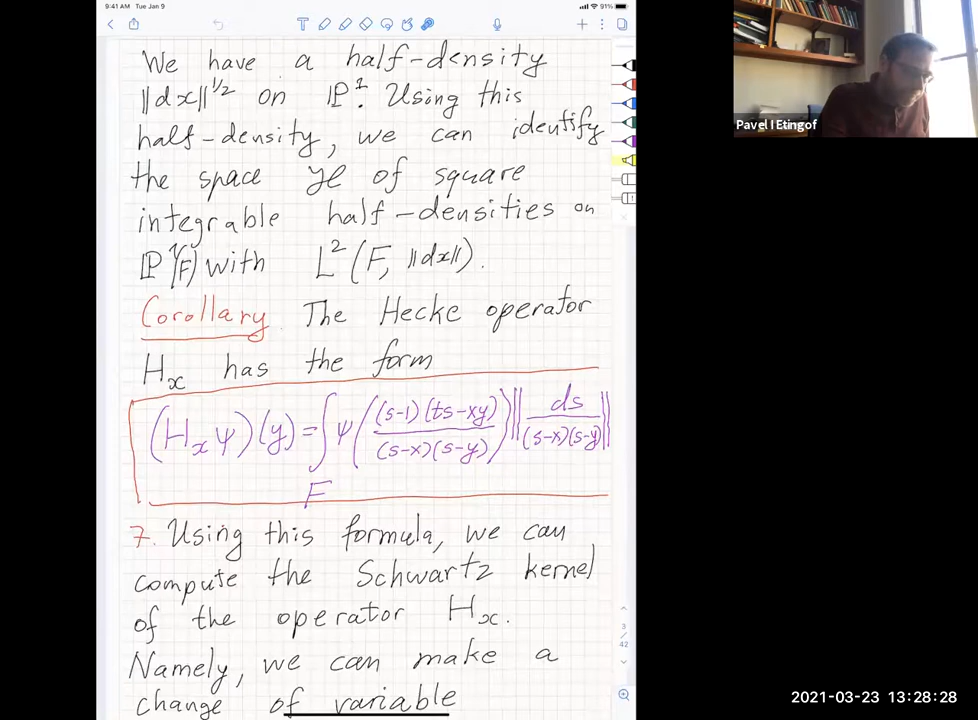 9:41 AM Tue Jan 9
91%
We have a half-density
||dx||^{1/2} on P^1. Using this
half-density, we can identify
the space H of square
integrable half-densities on
P^1(F) with L^2(F, ||dx||).
Corollary. The Hecke operator
H_x has the form
(H_x ψ)(y) = ∫_F ψ((s-1)(ts-xy)/((s-x)(s-y))) ||ds/((s-x)(s-y))||
7. Using this formula, we can
compute the Schwartz kernel
of the operator H_x.
Namely, we can make a
change of variable
3
/
42
Pavel I Etingof
2021-03-23 13:28:28